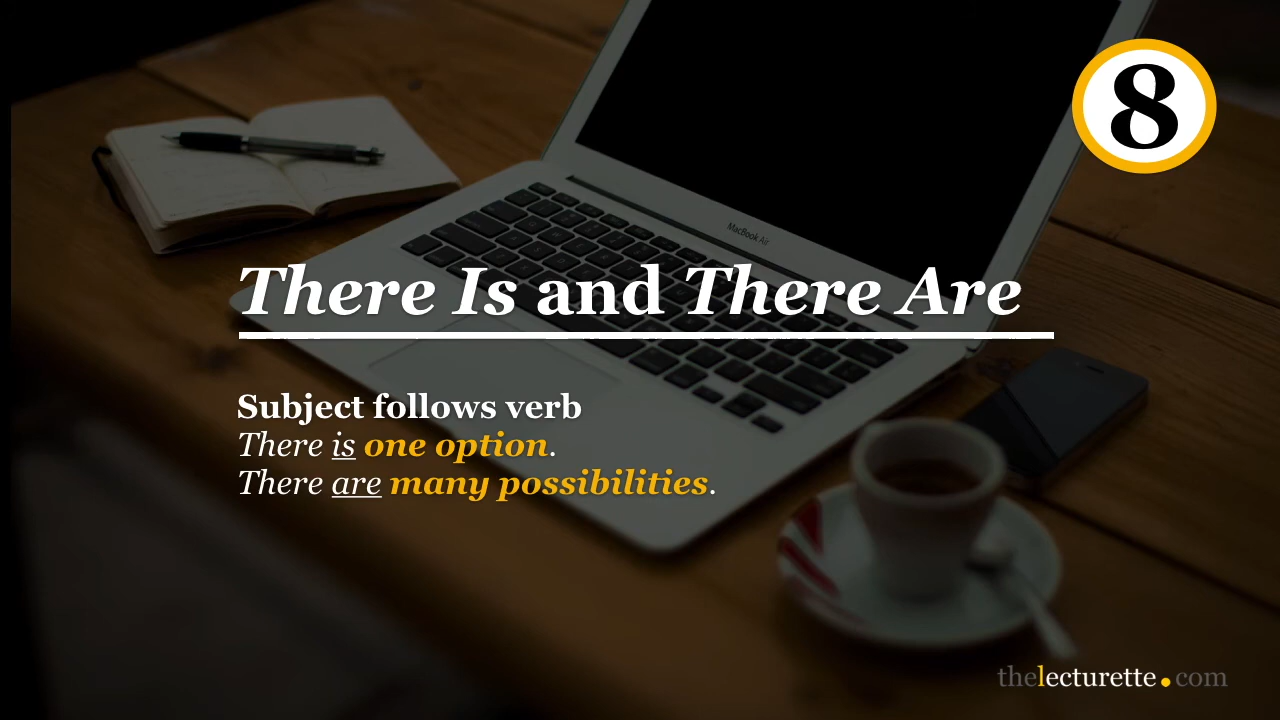 8
MacBook Air
There Is and There Are
Subject follows verb
There is one option.
There are many possibilities.
thelecturette.com